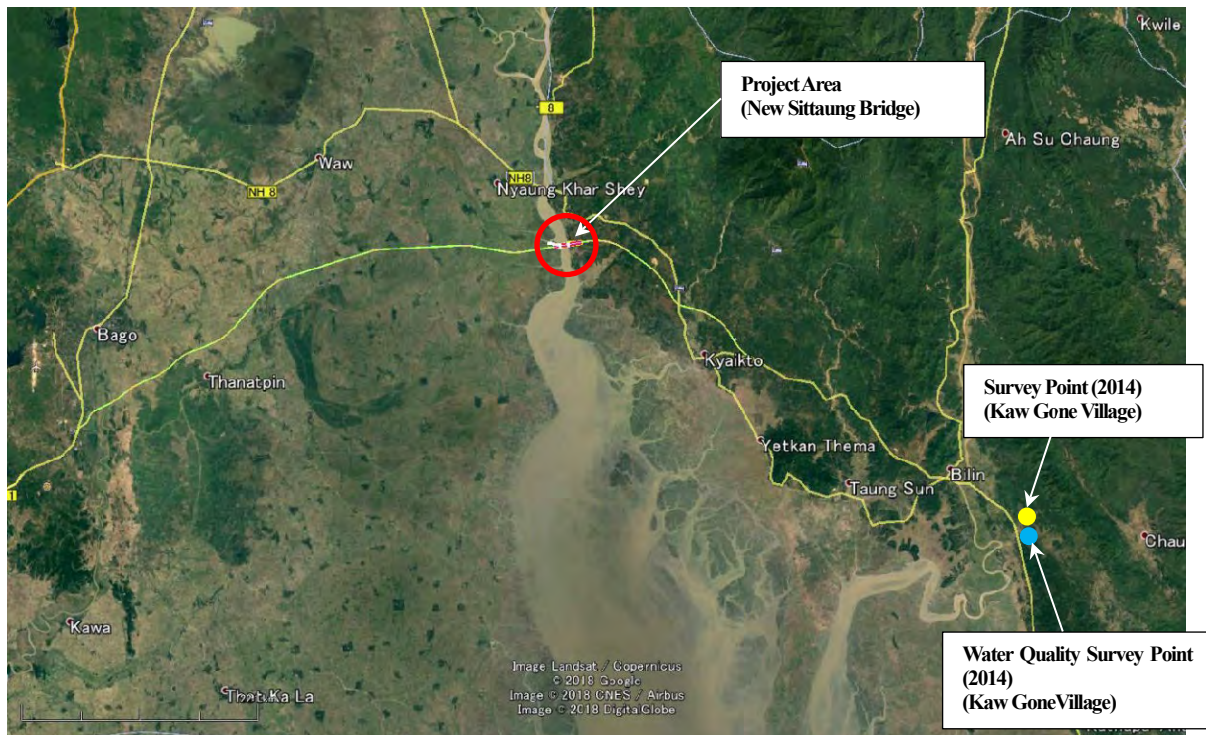 Kwile
Project Area
(New Sittaung Bridge)
8
Ah Su Chaung
Waw
NH8
NH 8
Nyaung Khar Shey
Bago
Thanatpin
Kyaikto
Survey Point (2014)
(Kaw Gone Village)
Yetkan Thema
Bilin
Taung Sun
1
Chau
Kawa
Water Quality Survey Point
(2014)
(Kaw GoneVillage)
Image Landsat / Copernicus
© 2018 Google
Image © 2018 CNES / Airbus
Image © 2018 DigitalGlobe
Ka La